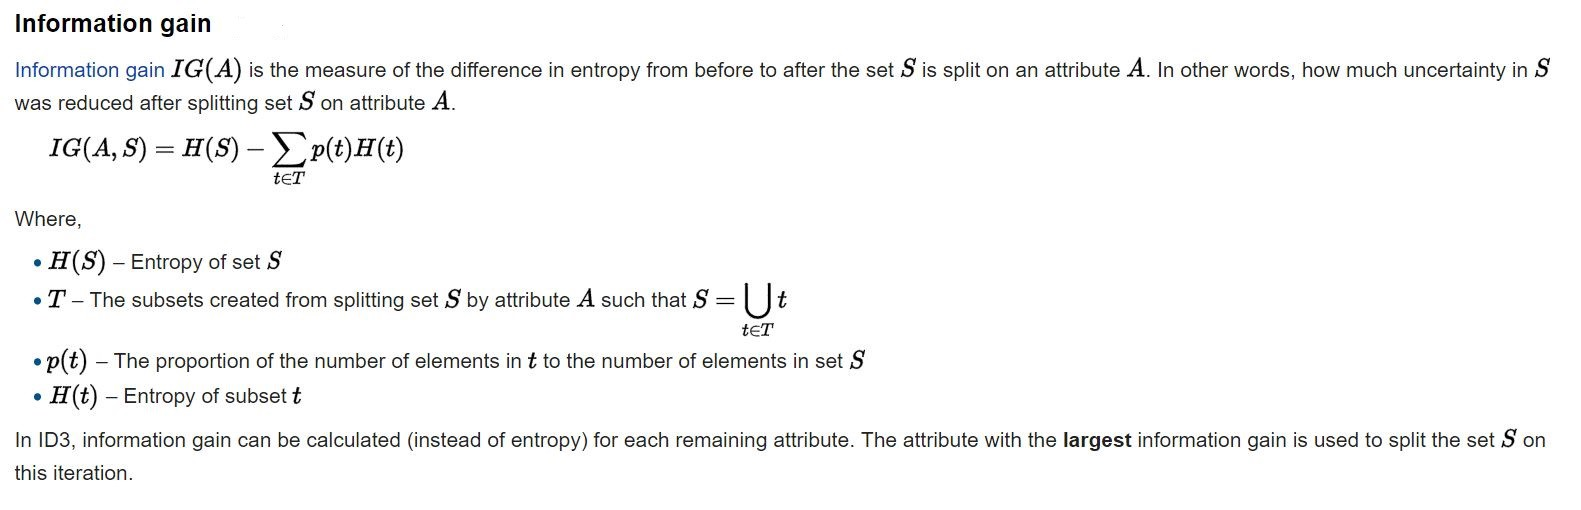 Information gain
Information gain IG(A) is the measure of the difference in entropy from before to after the set S is split on an attribute A. In other words, how much uncertainty in S
was reduced after splitting set S on attribute A.
IG(A, S) = H(S) − ∑ p(t)H(t)
t∈T
Where,
• H(S) – Entropy of set S
• T – The subsets created from splitting set S by attribute A such that S = ⋃ t
t∈T
• p(t) – The proportion of the number of elements in t to the number of elements in set S
• H(t) – Entropy of subset t
In ID3, information gain can be calculated (instead of entropy) for each remaining attribute. The attribute with the largest information gain is used to split the set S on
this iteration.